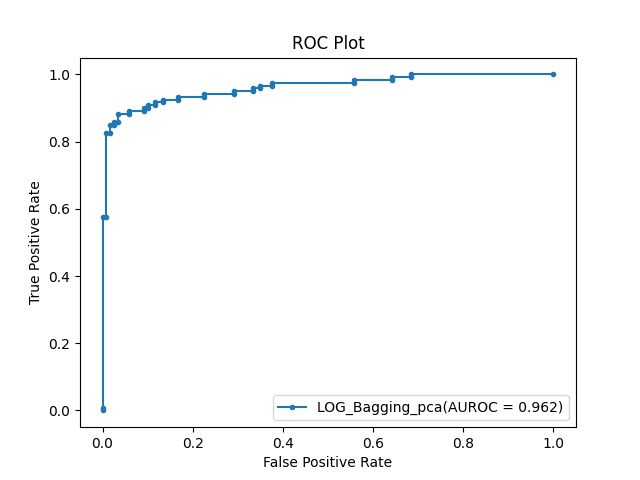 ROC Plot
1.0
0.8
0.6
0.4
0.2
0.0
True Positive Rate
LOG_Bagging_pca(AUROC = 0.962)
0.0 0.2 0.4 0.6 0.8 1.0
False Positive Rate